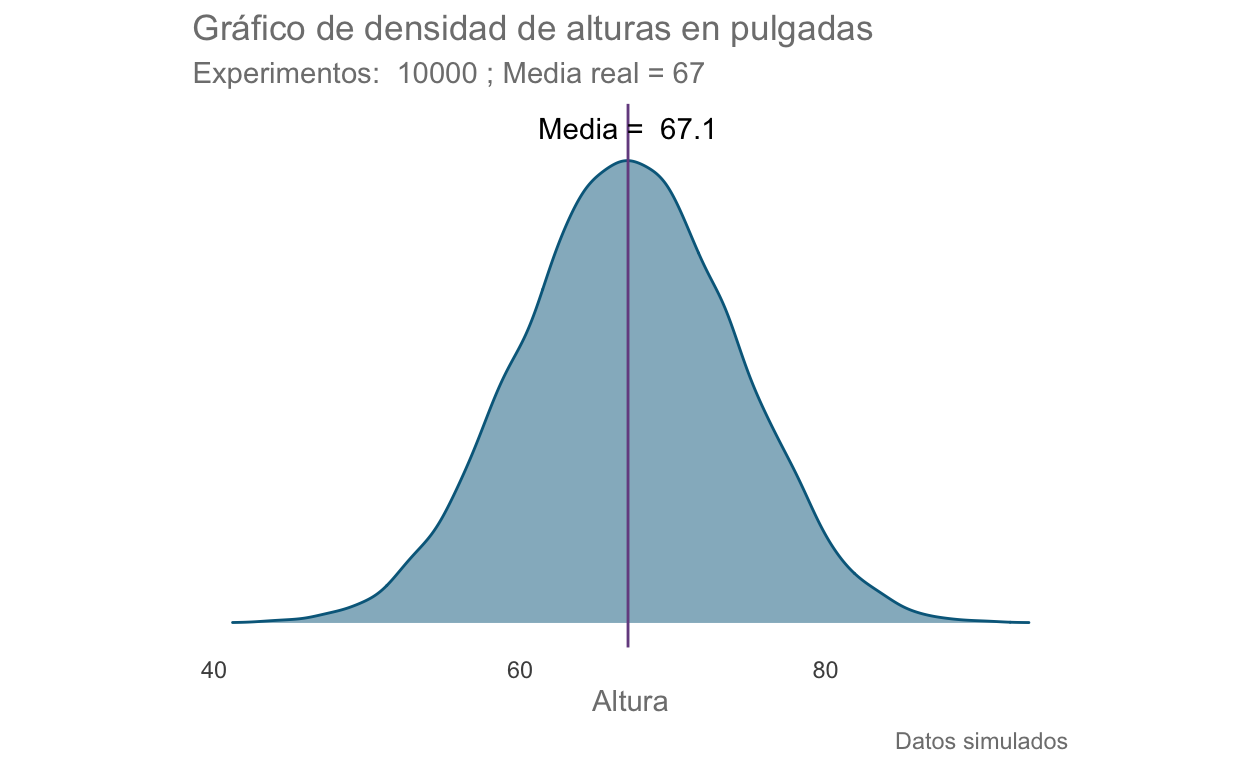 Gráfico de densidad de alturas en pulgadas
Experimentos:  10000 ; Media real = 67
Media =  67.1
40 60 80
Altura
Datos simulados